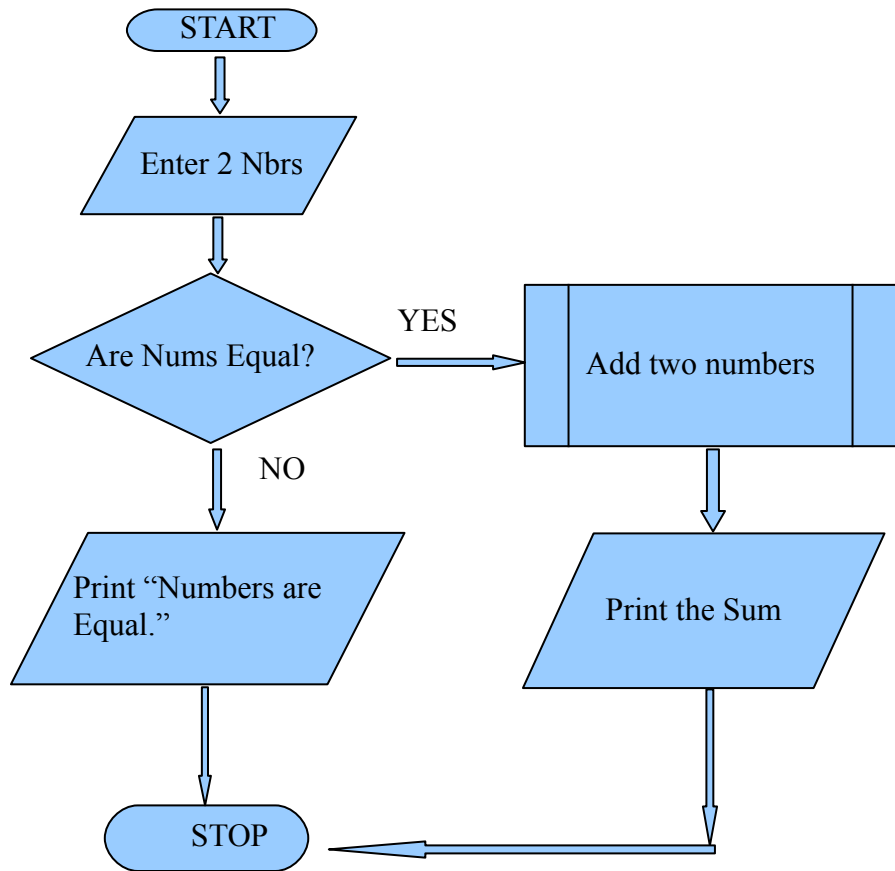 START
Enter 2 Nbrs
Are Nums Equal?
YES
Add two numbers
NO
Print “Numbers are
Equal.”
Print the Sum
STOP